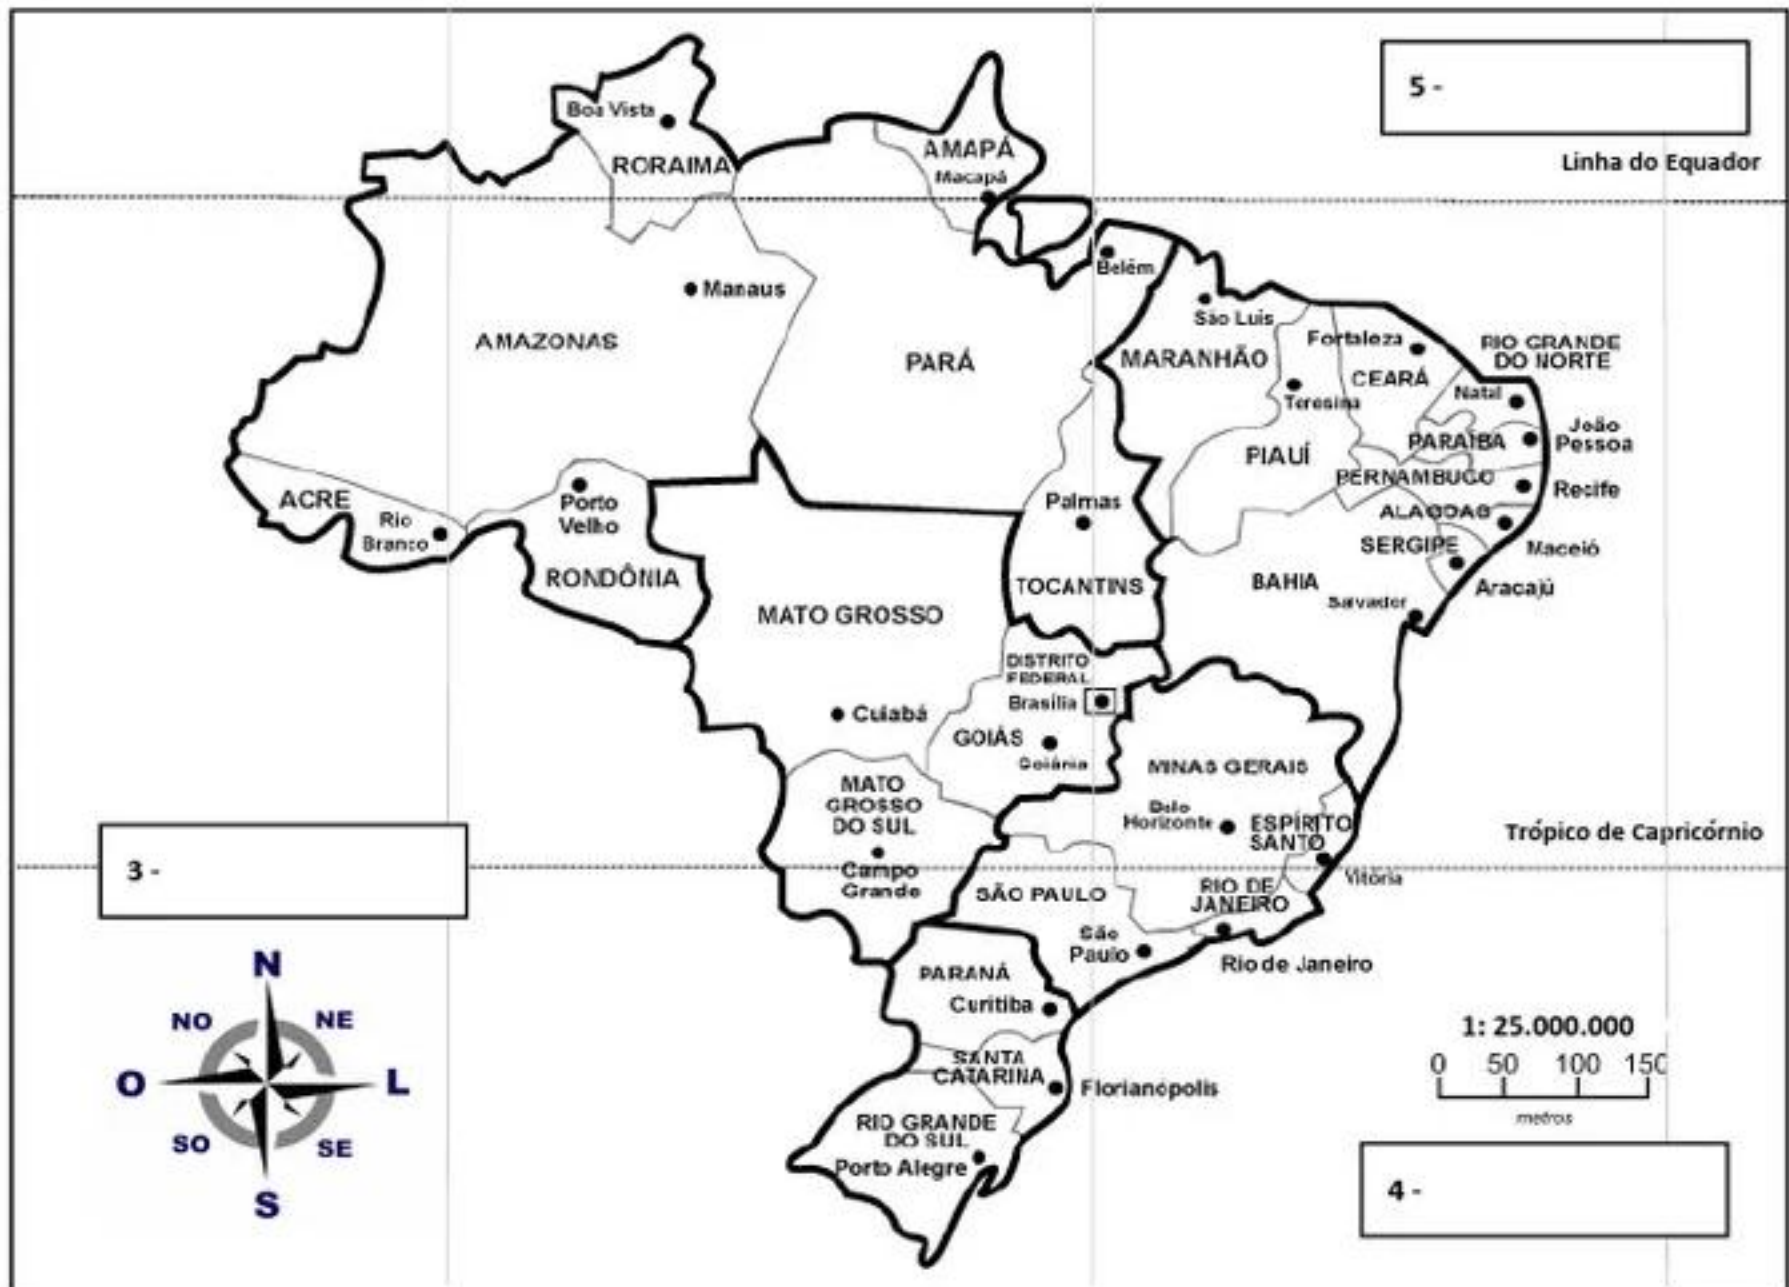 5 -
Boa Vista
RORAIMA
AMAPÁ
Macapá
Linha do Equador
Belém
Manaus
São Luis
AMAZONAS
PARÁ
MARANHÃO
Fortaleza
CEARÁ
RIO GRANDE
DO NORTE
Teresina
Natal
PIAUÍ
PARAÍBA
João
Pessoa
PERNAMBUCO
Recife
ACRE
Rio
Branco
Porto
Velho
Palmas
ALAGOAS
Maceió
SERGIPE
Aracajú
RONDÔNIA
TOCANTINS
BAHIA
Salvador
MATO GROSSO
DISTRITO
FEDERAL
Brasília
Cuiabá
GOIÁS
Goiânia
MINAS GERAIS
MATO
GROSSO
DO SUL
Belo
Horizonte
ESPÍRITO
SANTO
Trópico de Capricórnio
3 -
Campo
Grande
Vitória
SÃO PAULO
RIO DE
JANEIRO
São
Paulo
Rio de Janeiro
PARANÁ
Curitiba
N
NO
NE
O
L
SO
SE
S
SANTA
CATARINA
Florianópolis
RIO GRANDE
DO SUL
Porto Alegre
1: 25.000.000
0 50 100 150
metros
4 -